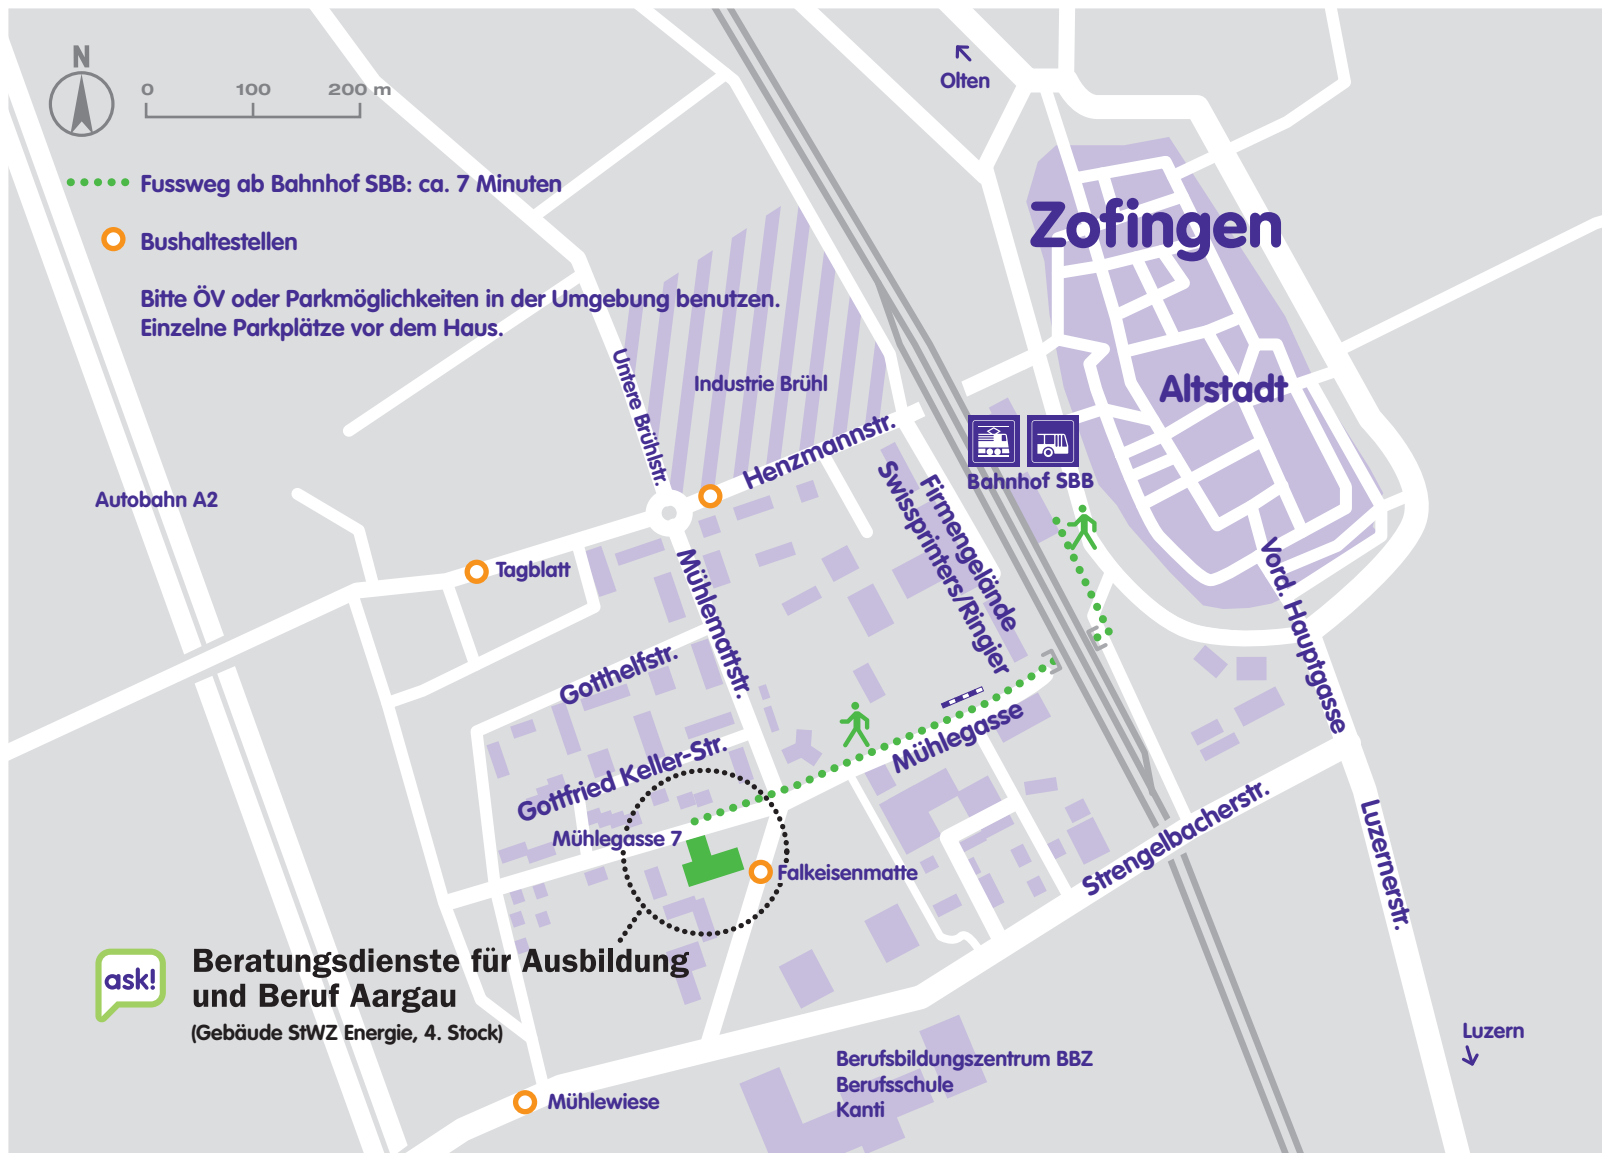 N
0 100 200 m
Olten
Fussweg ab Bahnhof SBB: ca. 7 Minuten
Bushaltestellen
Bitte ÖV oder Parkmöglichkeiten in der Umgebung benutzen.
Einzelne Parkplätze vor dem Haus.
Zofingen
Altstadt
Untere Brühlstr.
Industrie Brühl
Henzmannstr.
Bahnhof SBB
Autobahn A2
Tagblatt
Firmengelände
Swissprinters/Ringier
Mühlemattstr.
Vord. Hauptgasse
Gotthelfstr.
Mühlegasse
Gottfried Keller-Str.
Mühlegasse 7
Falkeisenmatte
Strengelbacherstr.
Luzernerstr.
ask!
Beratungsdienste für Ausbildung
und Beruf Aargau
(Gebäude StWZ Energie, 4. Stock)
Luzern
Berufsbildungszentrum BBZ
Berufsschule
Kanti
Mühlewiese